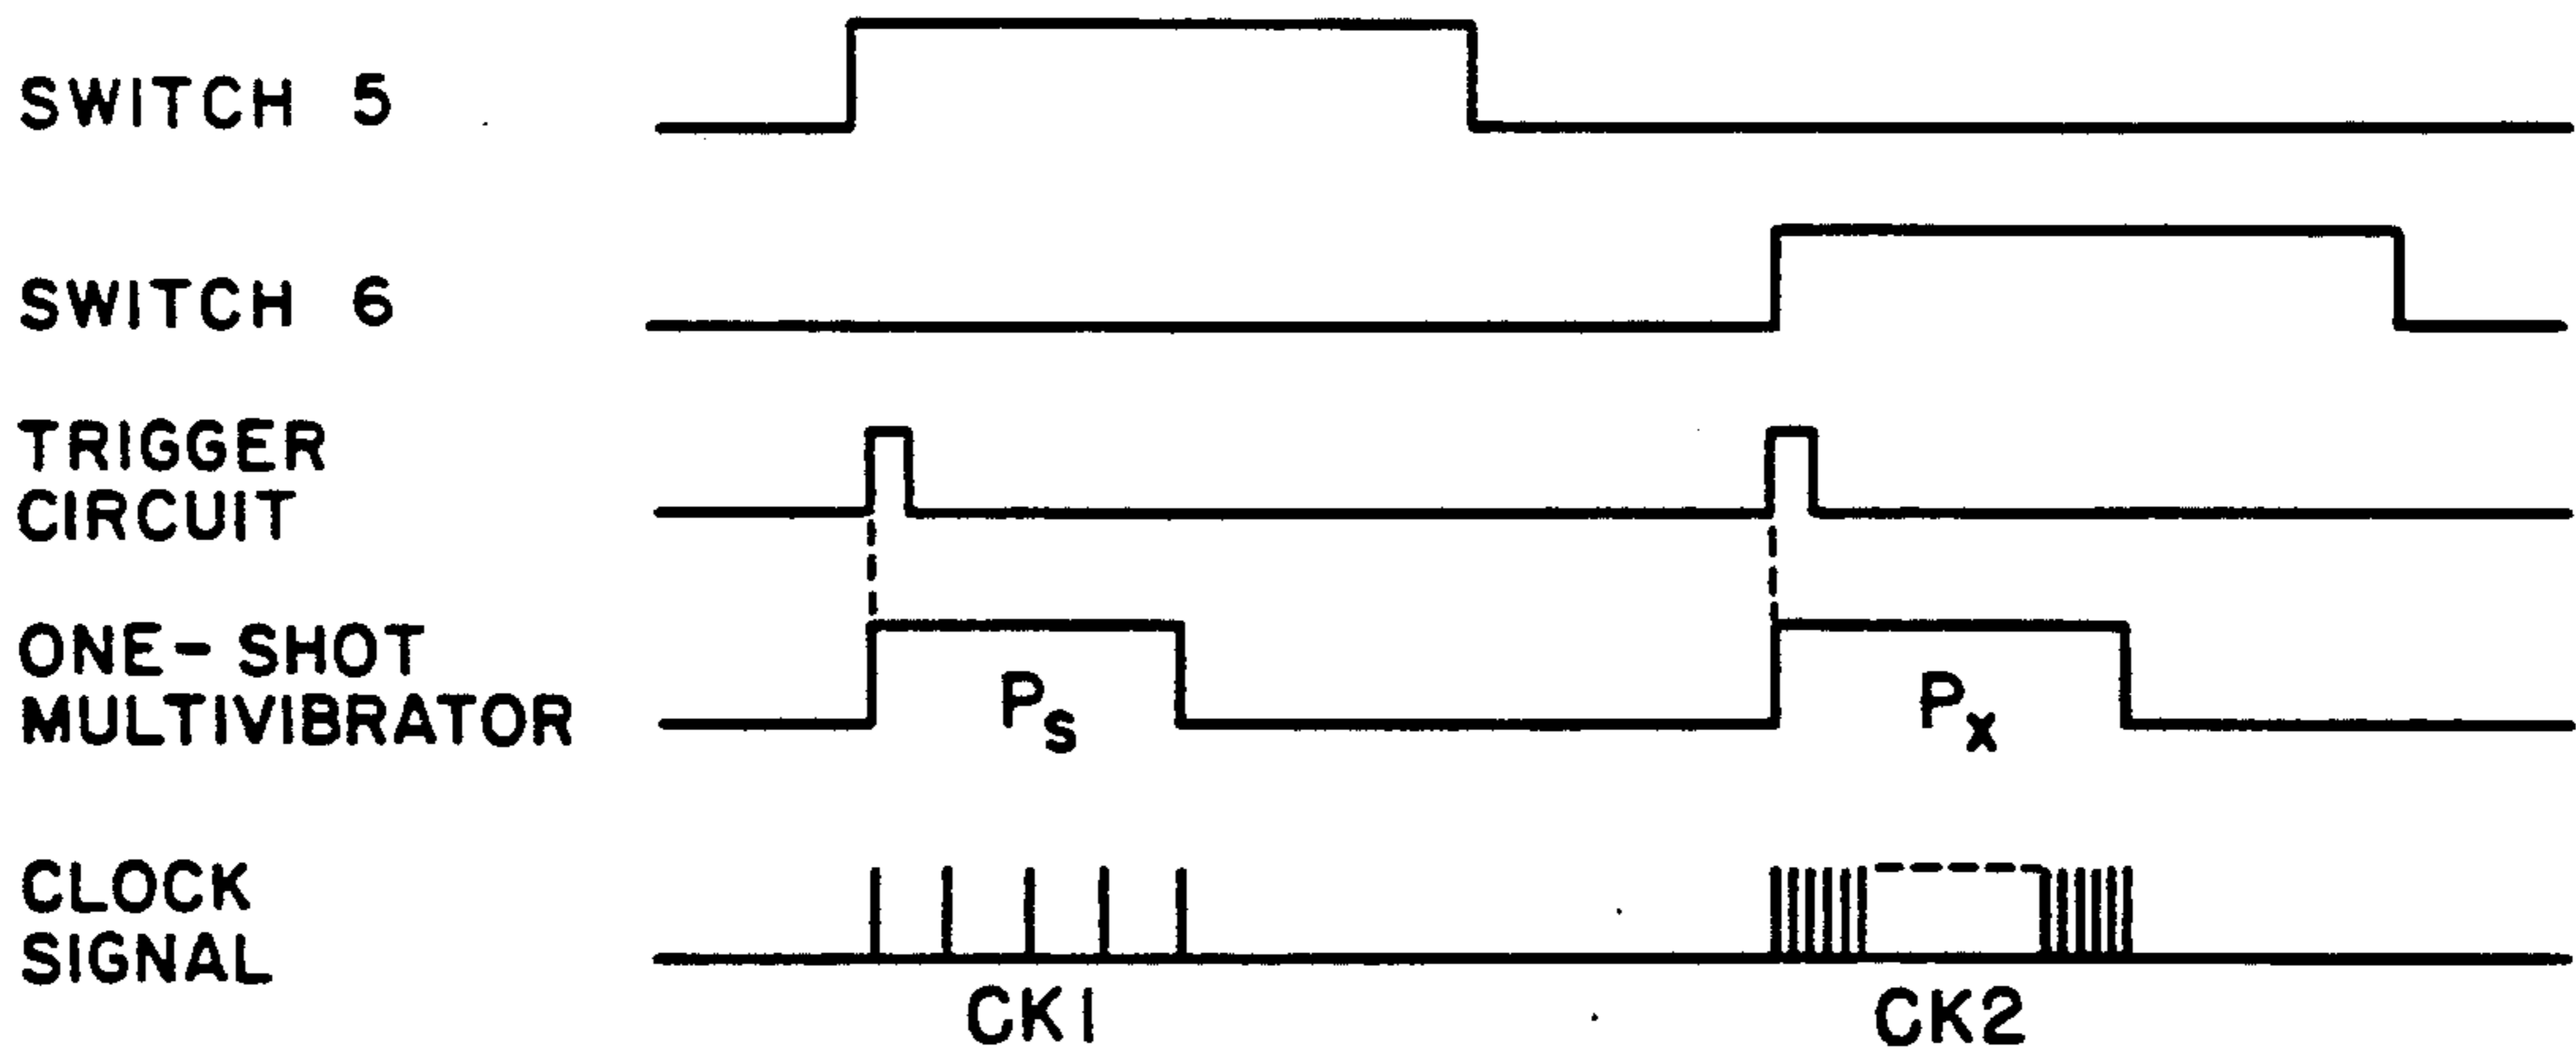 SWITCH 5
SWITCH 6
TRIGGER
CIRCUIT
ONE-SHOT
MULTIVIBRATOR
PS
PX
CLOCK
SIGNAL
CK1
CK2